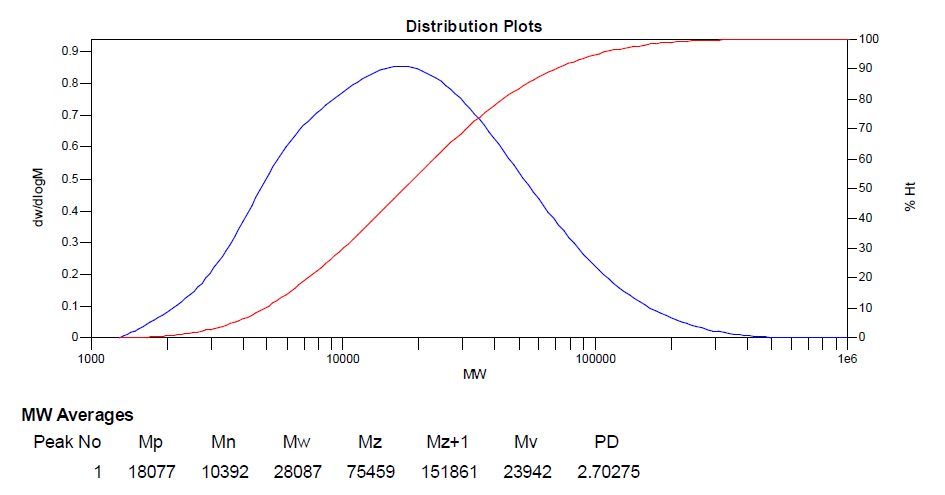 Distribution Plots
dw/dlogM
0.9
0.8
0.7
0.6
0.5
0.4
0.3
0.2
0.1
0
100
90
80
70
60
50
40
30
20
10
0
% Ht
1000 10000 100000 1e6
MW
MW Averages
Peak No Mp Mn Mw Mz Mz+1 Mv PD
1 18077 10392 28087 75459 151861 23942 2.70275